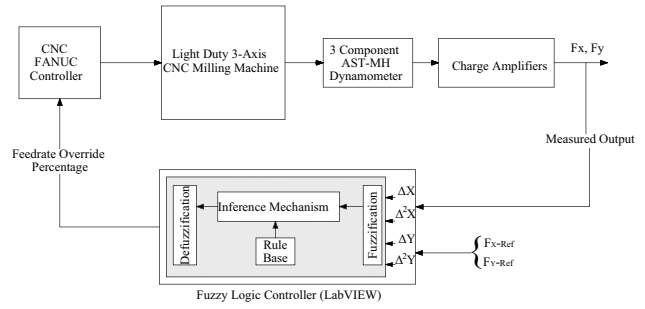 CNC
FANUC
Controller
Light Duty 3-Axis
CNC Milling Machine
3 Component
AST-MH
Dynamometer
Charge Amplifiers
Fx, Fy
Measured Output
Feedrate Override
Percentage
Defuzzification
Inference Mechanism
Rule
Base
Fuzzification
ΔX
Δ²X
ΔY
Δ²Y
FX-Ref
FY-Ref
Fuzzy Logic Controller (LabVIEW)